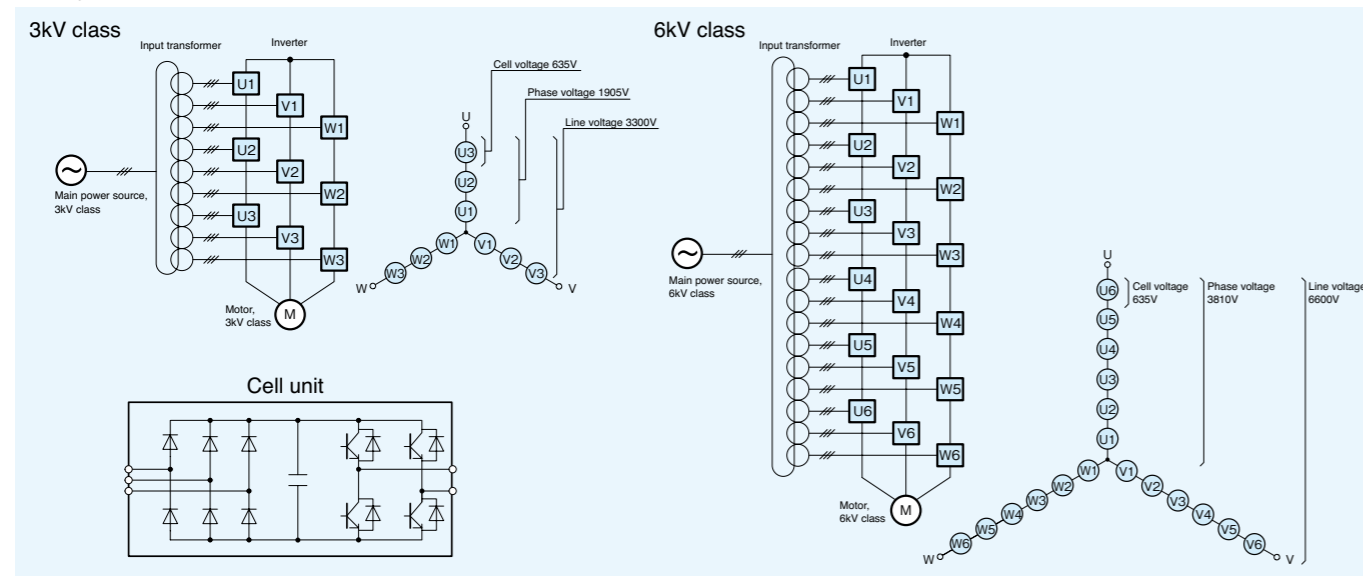 3kV class
Input transformer
Inverter
U1
V1
W1
U2
V2
W2
U3
V3
W3
Main power source,
3kV class
Motor,
3kV class
M
Cell voltage 635V
Phase voltage 1905V
Line voltage 3300V
U
U3
U2
U1
W1
W2
W3
W
V1
V2
V3
V
Cell unit
6kV class
Input transformer
Inverter
U1
V1
W1
U2
V2
W2
U3
V3
W3
U4
V4
W4
U5
V5
W5
U6
V6
W6
Main power source,
6kV class
Motor,
6kV class
M
U
U6
U5
U4
U3
U2
U1
W1
W2
W3
W4
W5
W6
W
V1
V2
V3
V4
V5
V6
V
Cell voltage
635V
Phase voltage
3810V
Line voltage
6600V